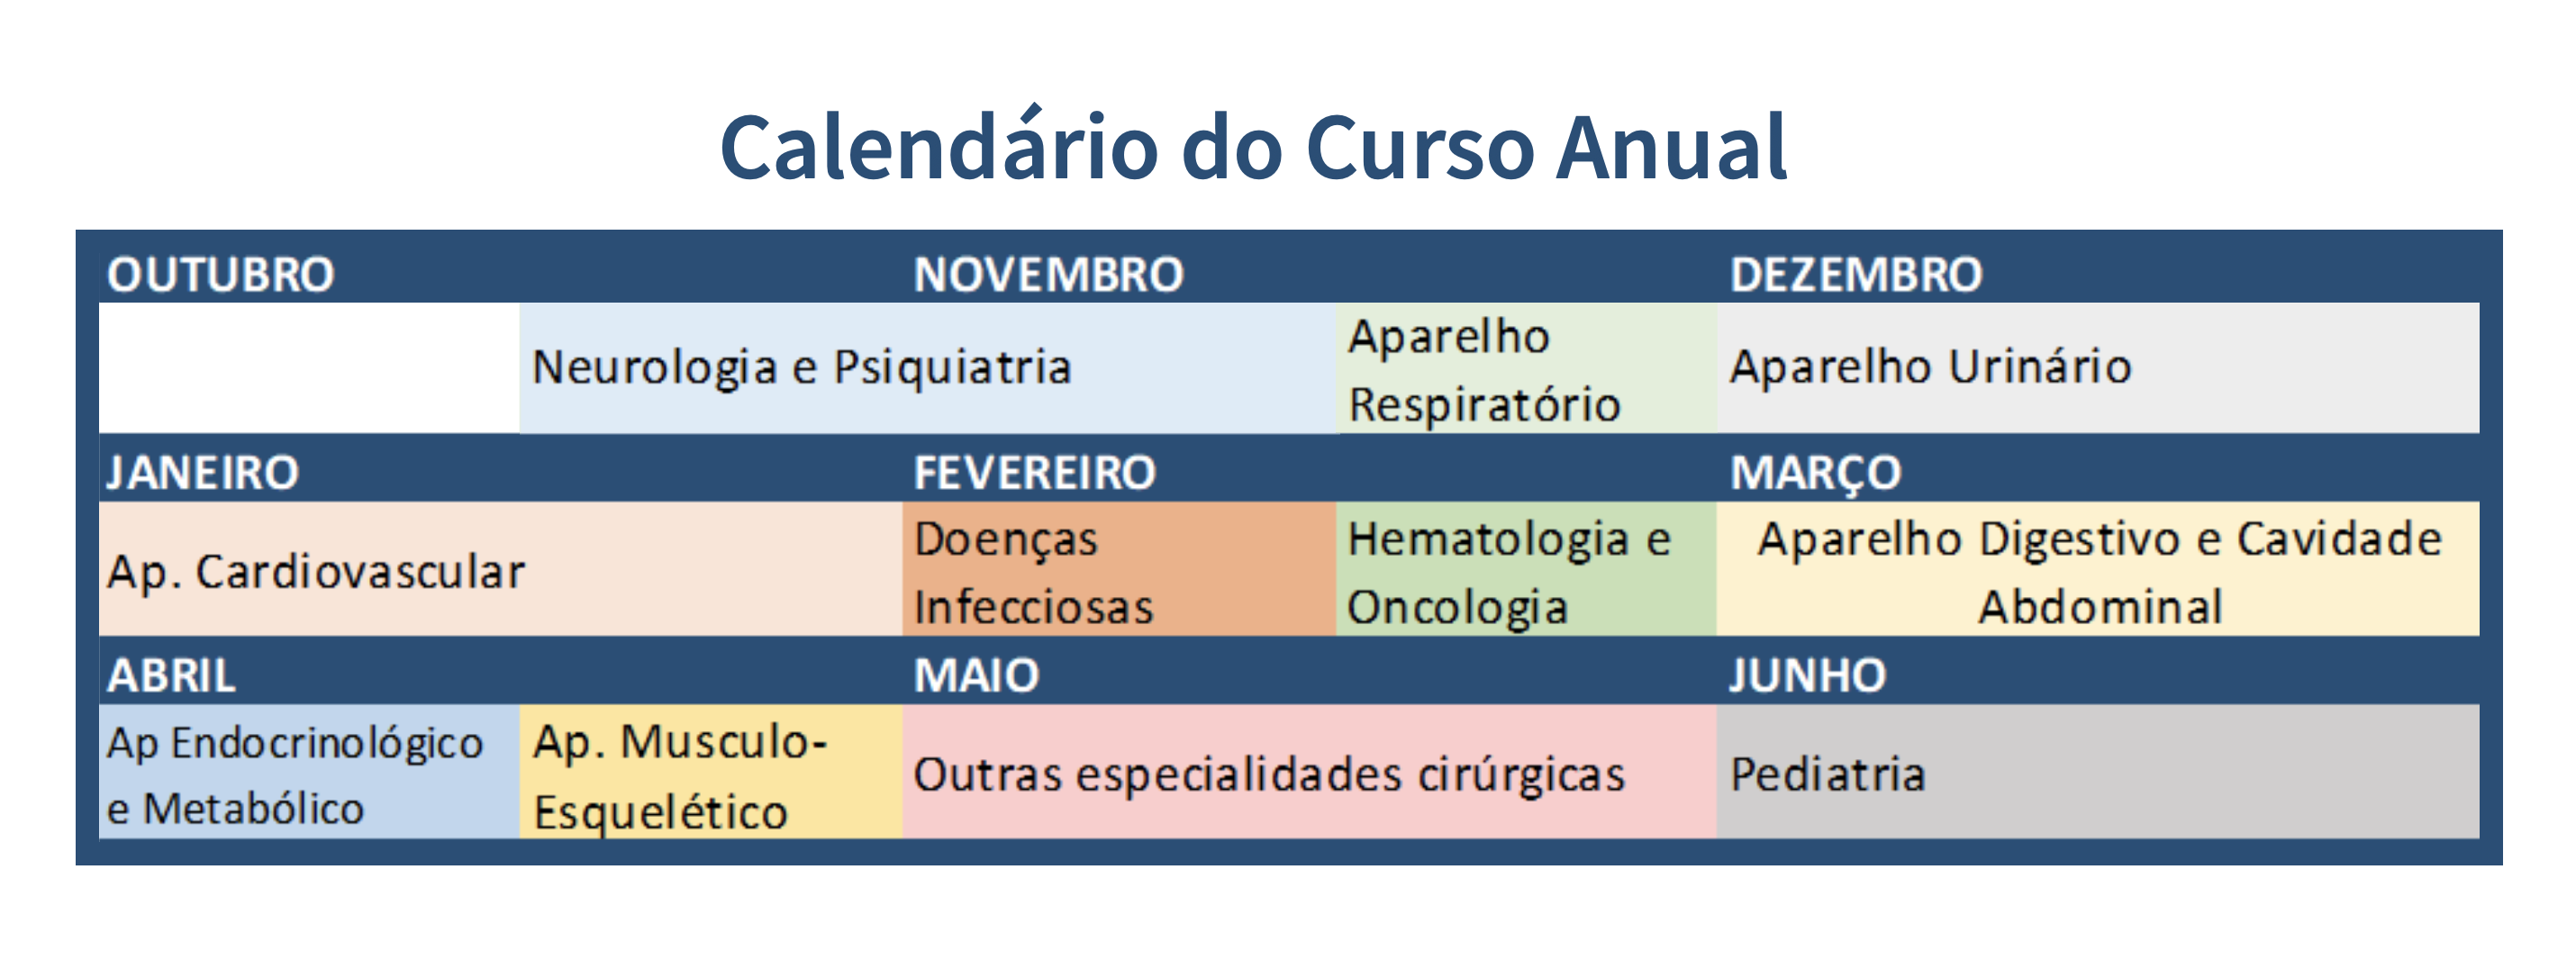 Calendário do Curso Anual
OUTUBRO NOVEMBRO DEZEMBRO
Neurologia e Psiquiatria
Aparelho
Respiratório
Aparelho Urinário
JANEIRO FEVEREIRO MARÇO
Ap. Cardiovascular
Doenças
Infecciosas
Hematologia e
Oncologia
Aparelho Digestivo e Cavidade
Abdominal
ABRIL MAIO JUNHO
Ap Endocrinológico
e Metabólico
Ap. Musculo-
Esquelético
Outras especialidades cirúrgicas
Pediatria